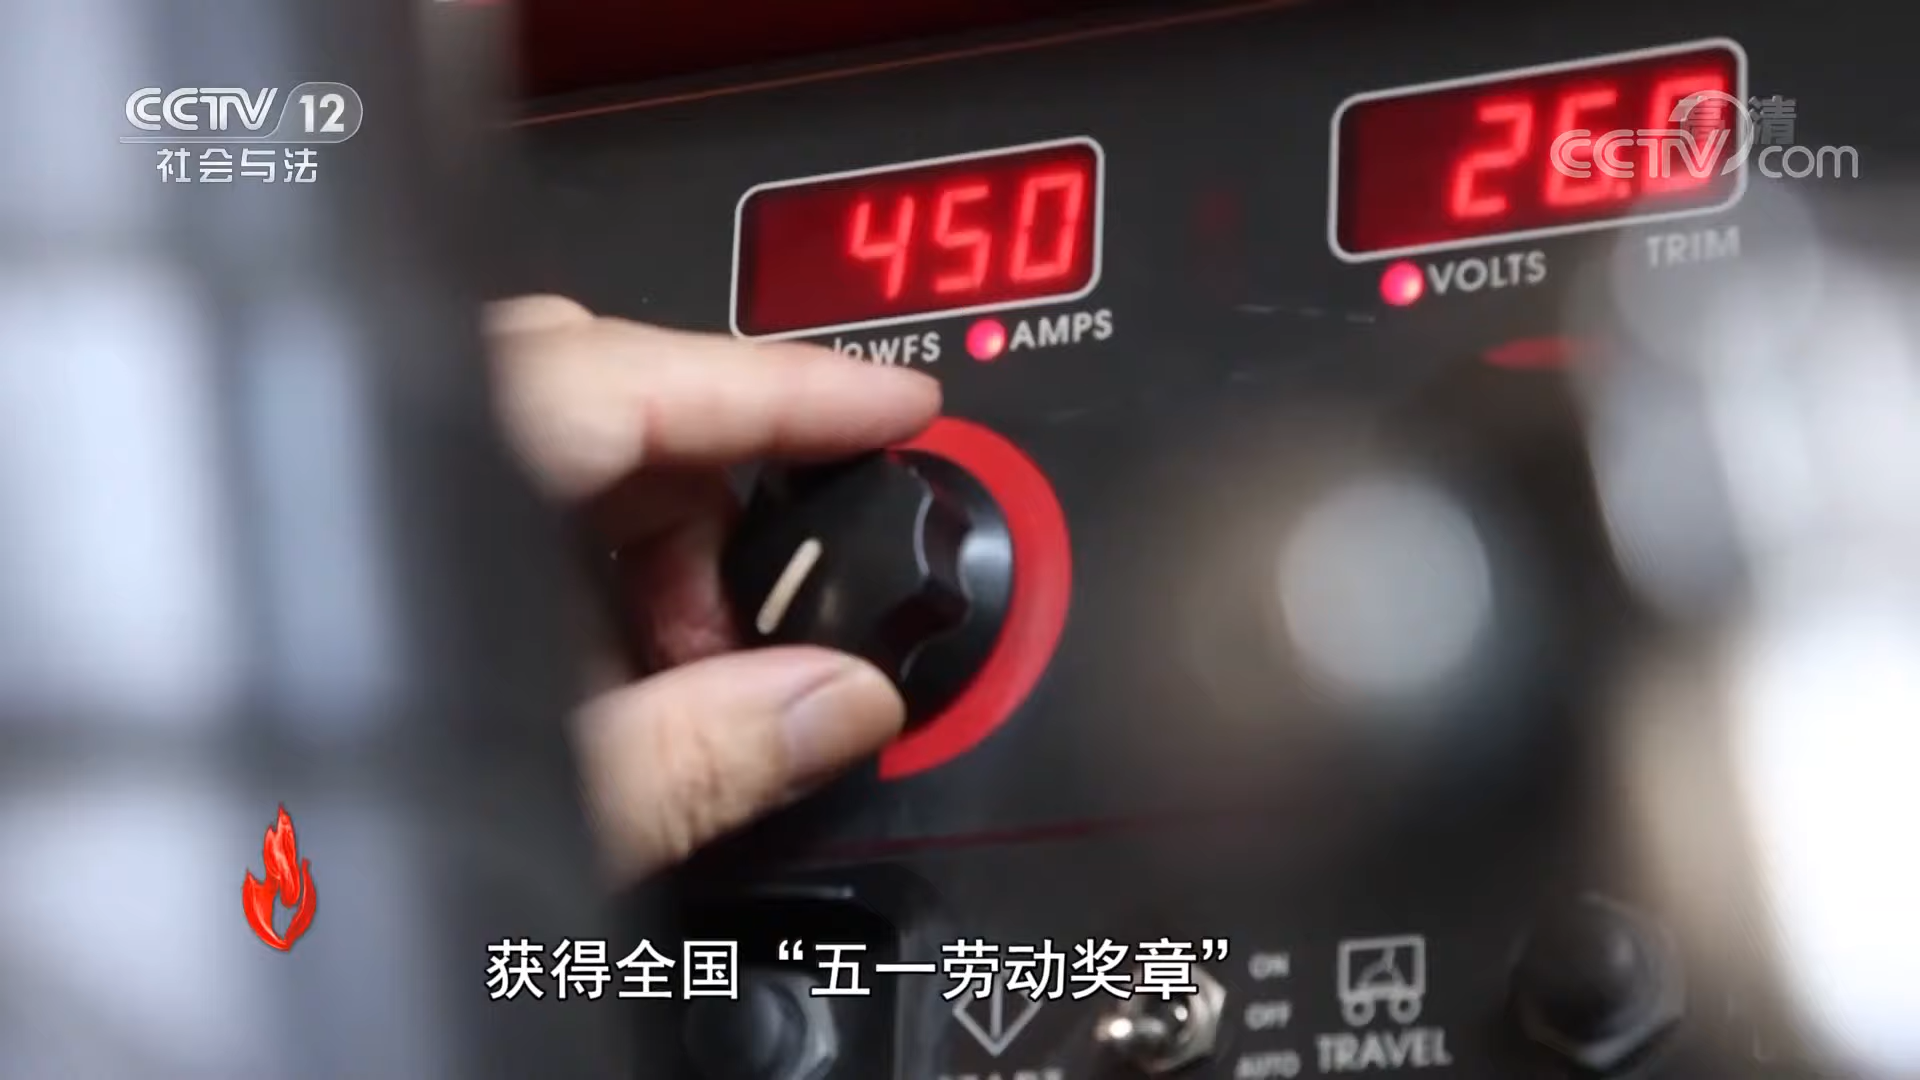 CCTV 12
社会与法
高清
CCTV.com
450
26.0
WFS
AMPS
VOLTS
TRIM
获得全国“五一劳动奖章”
ON
OFF
AUTO
TRAVEL